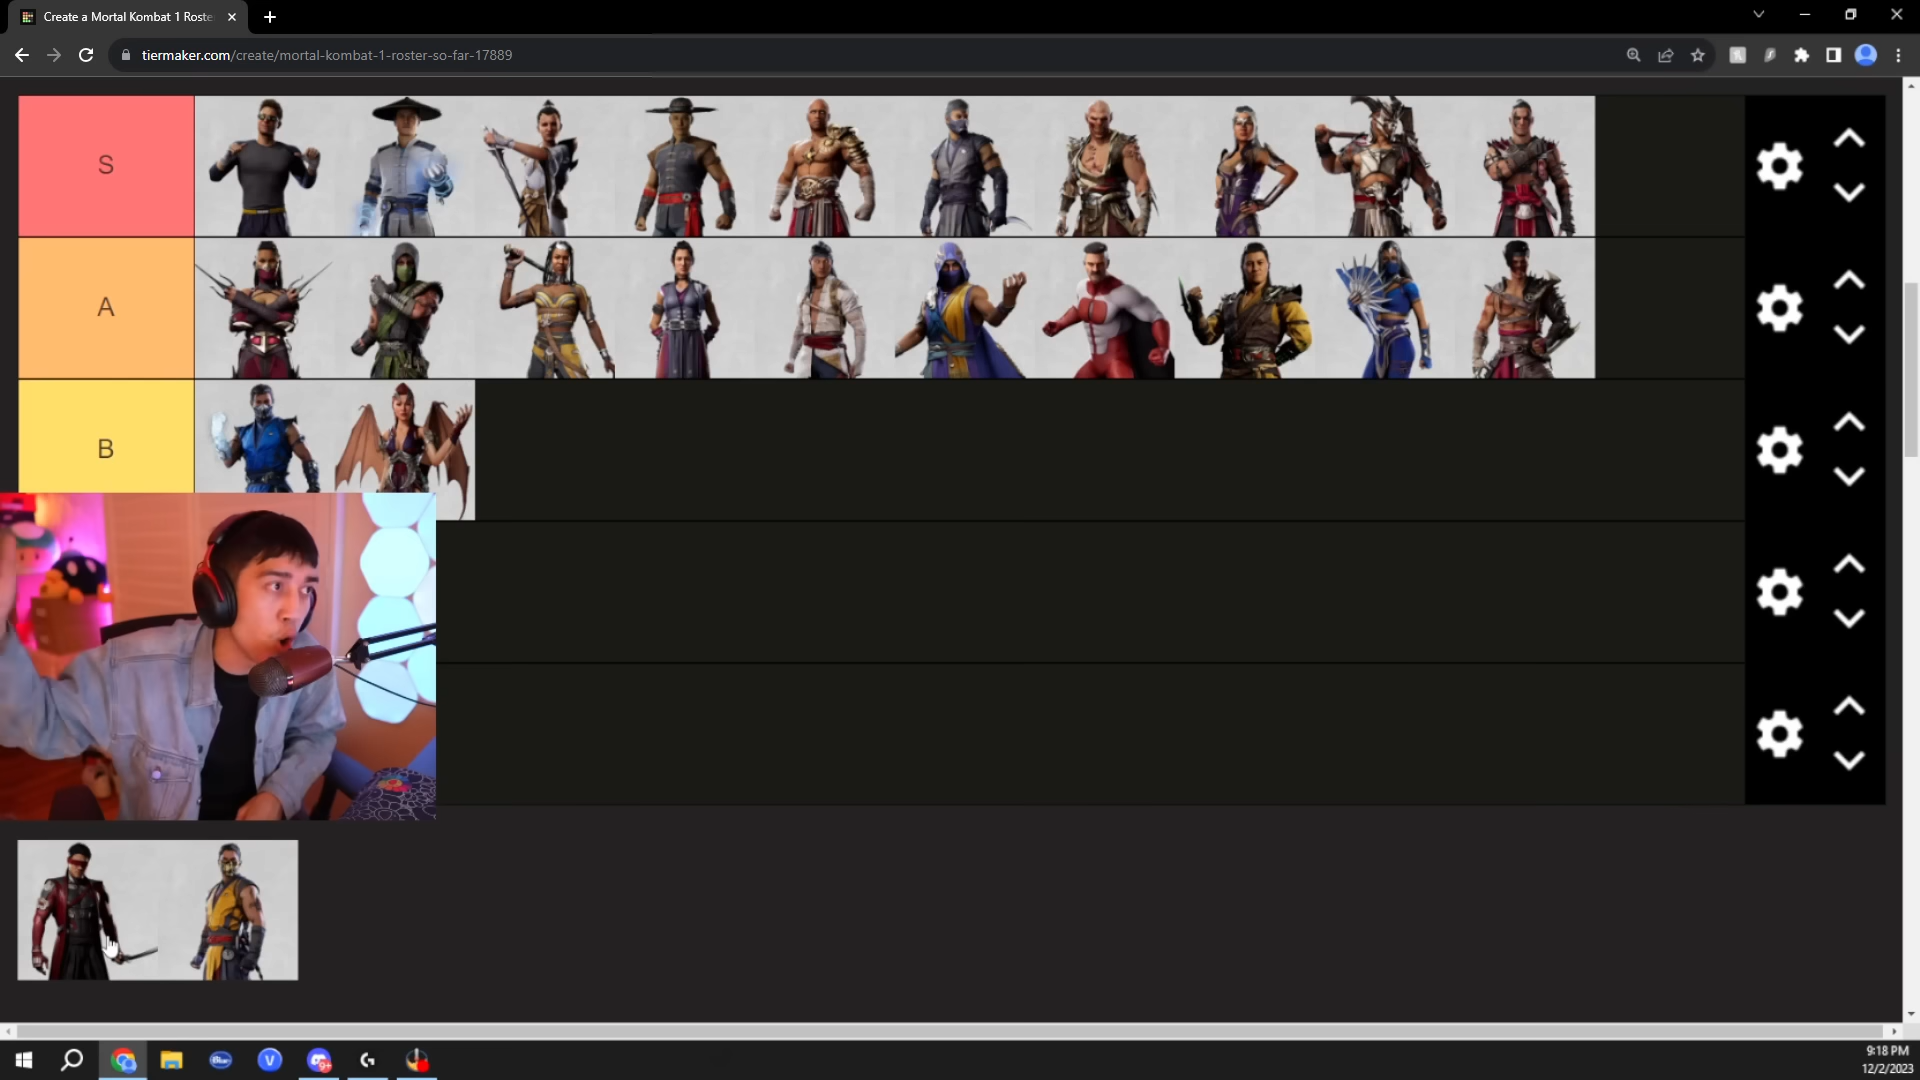 Create a Mortal Kombat 1 Roste
tiermaker.com/create/mortal-kombat-1-roster-so-far-17889
S
A
B
9+
9:18 PM
12/2/2023